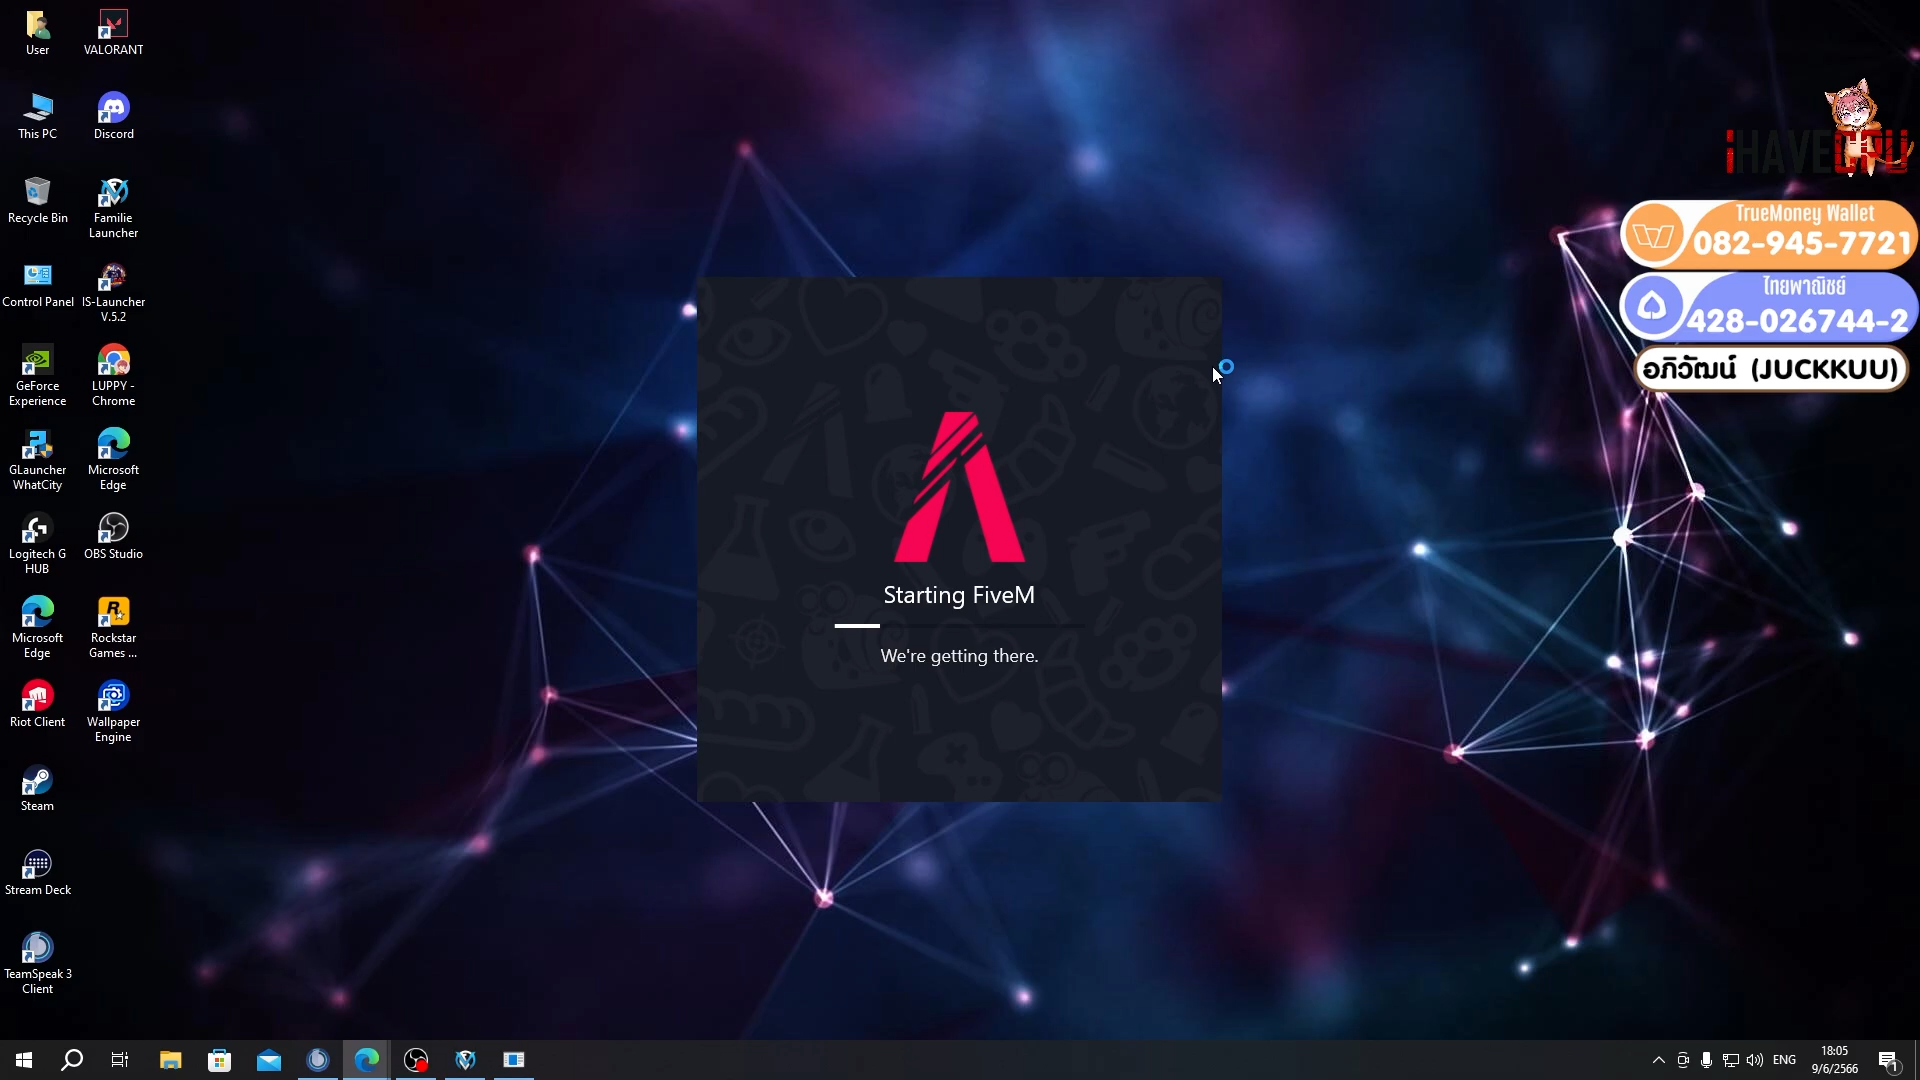 User
VALORANT
This PC
Discord
Recycle Bin
Familie
Launcher
Control Panel
IS-Launcher
V.5.2
GeForce
Experience
LUPPY -
Chrome
GLauncher
WhatCity
Microsoft
Edge
Logitech G
HUB
OBS Studio
Microsoft
Edge
Rockstar
Games ...
Riot Client
Wallpaper
Engine
Steam
Stream Deck
TeamSpeak 3
Client
Starting FiveM
We're getting there.
iHAVECPU
TrueMoney Wallet
082-945-7721
ไทยพาณิชย์
428-026744-2
อภิวัฒน์ (JUCKKUU)
ENG
18:05
9/6/2566
1